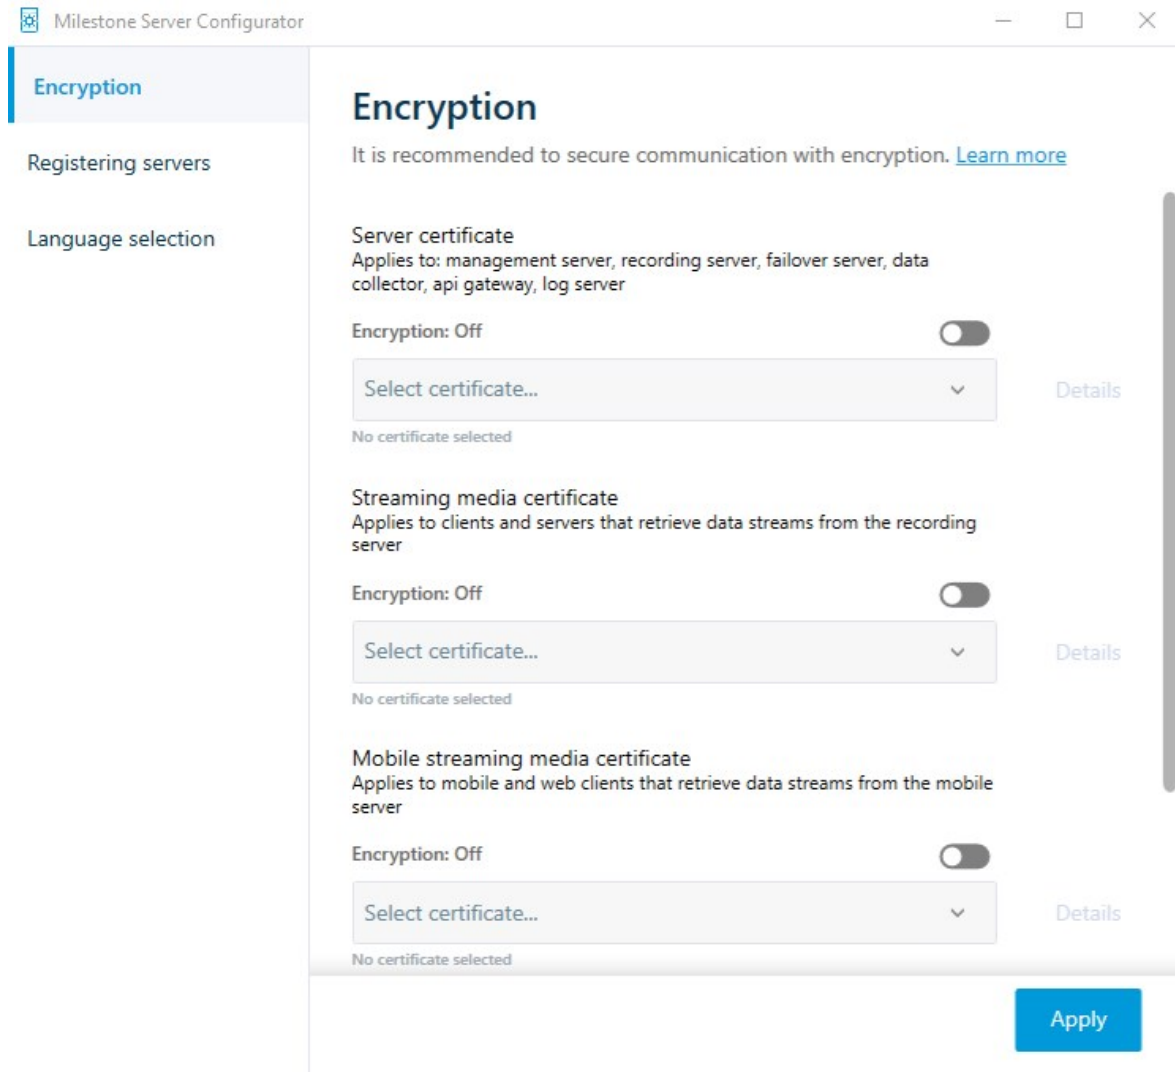 Milestone Server Configurator
Encryption
Registering servers
Language selection
Encryption
It is recommended to secure communication with encryption. Learn more
Server certificate
Applies to: management server, recording server, failover server, data
collector, api gateway, log server
Encryption: Off
Select certificate...
Details
No certificate selected
Streaming media certificate
Applies to clients and servers that retrieve data streams from the recording
server
Encryption: Off
Select certificate...
Details
No certificate selected
Mobile streaming media certificate
Applies to mobile and web clients that retrieve data streams from the mobile
server
Encryption: Off
Select certificate...
Details
No certificate selected
Apply